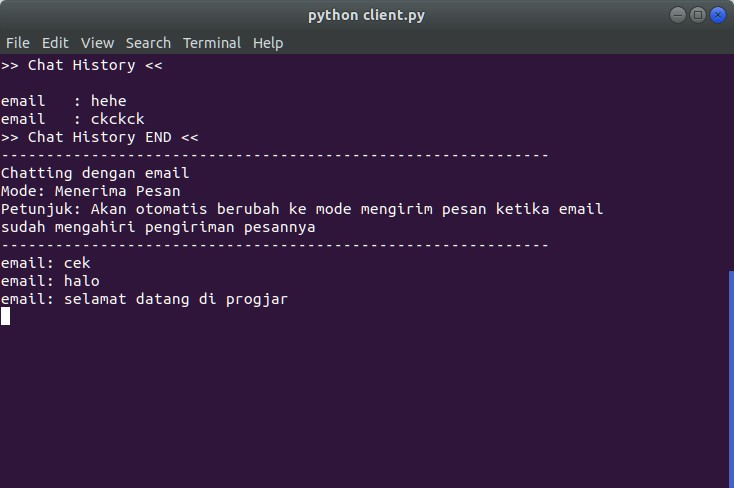 python client.py
File Edit View Search Terminal Help
>> Chat History <<
email   : hehe
email   : ckckck
>> Chat History END <<
-------------------------------------------------------------
Chatting dengan email
Mode: Menerima Pesan
Petunjuk: Akan otomatis berubah ke mode mengirim pesan ketika email
sudah mengahiri pengiriman pesannya
-------------------------------------------------------------
email: cek
email: halo
email: selamat datang di progjar